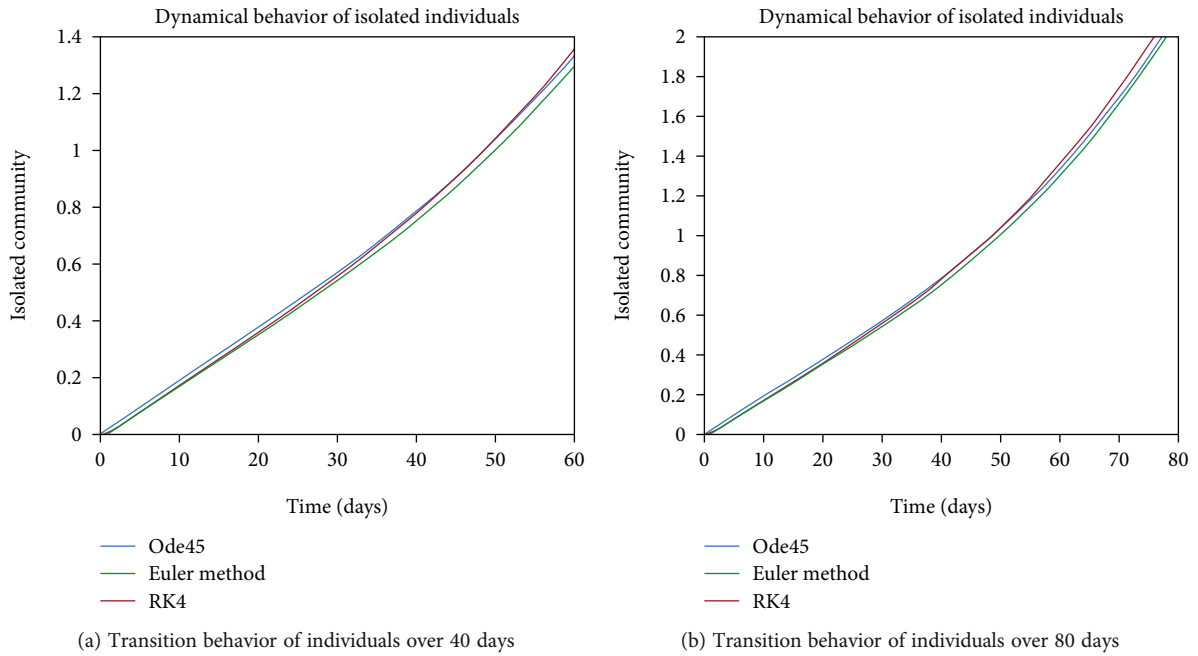 Dynamical behavior of isolated individuals
1.4
1.2
1
0.8
0.6
0.4
0.2
0
Isolated community
0 10 20 30 40 50 60
Time (days)
Ode45
Euler method
RK4
(a) Transition behavior of individuals over 40 days
Dynamical behavior of isolated individuals
2
1.8
1.6
1.4
1.2
1
0.8
0.6
0.4
0.2
0
Isolated community
0 10 20 30 40 50 60 70 80
Time (days)
Ode45
Euler method
RK4
(b) Transition behavior of individuals over 80 days